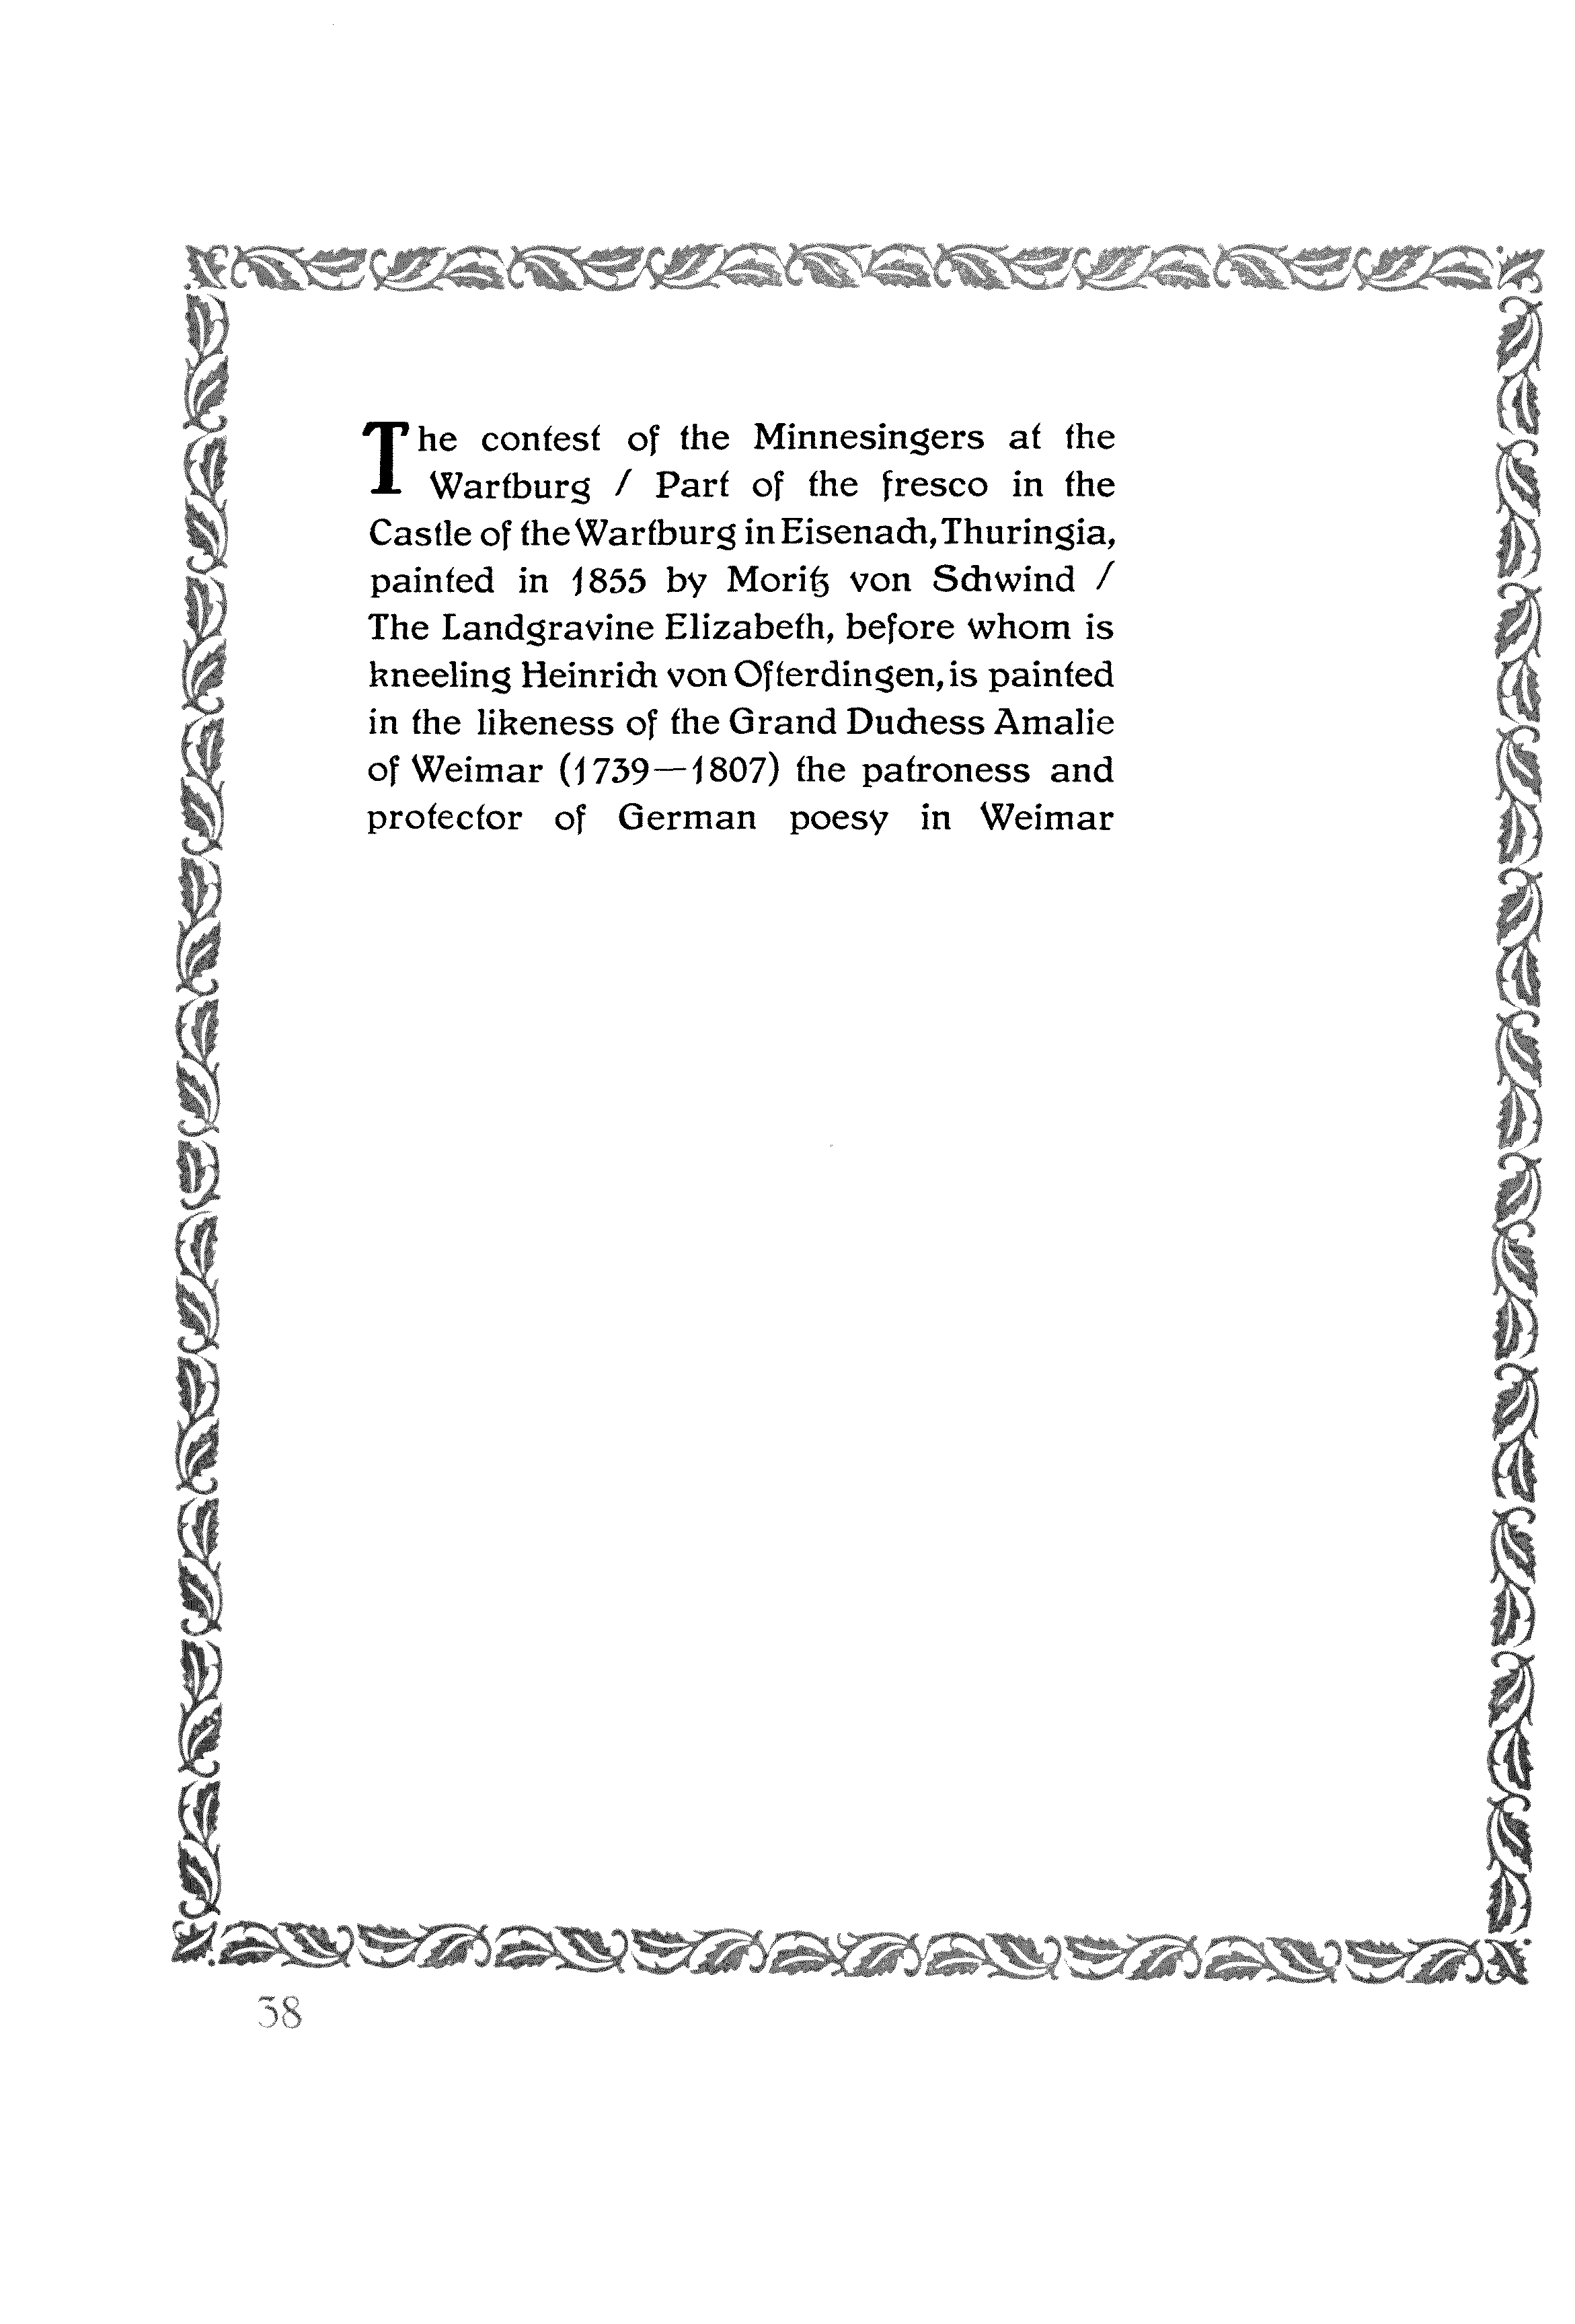 The contest of the Minnesingers at the
Wartburg / Part of the fresco in the
Castle of the Wartburg in Eisenach, Thuringia,
painted in 1855 by Moritz von Schwind /
The Landgravine Elizabeth, before whom is
kneeling Heinrich von Ofterdingen, is painted
in the likeness of the Grand Duchess Amalie
of Weimar (1739—1807) the patroness and
protector of German poesy in Weimar
38